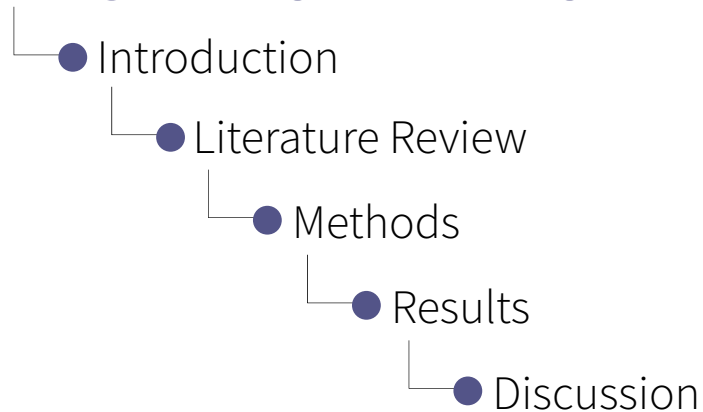 Introduction
Literature Review
Methods
Results
Discussion